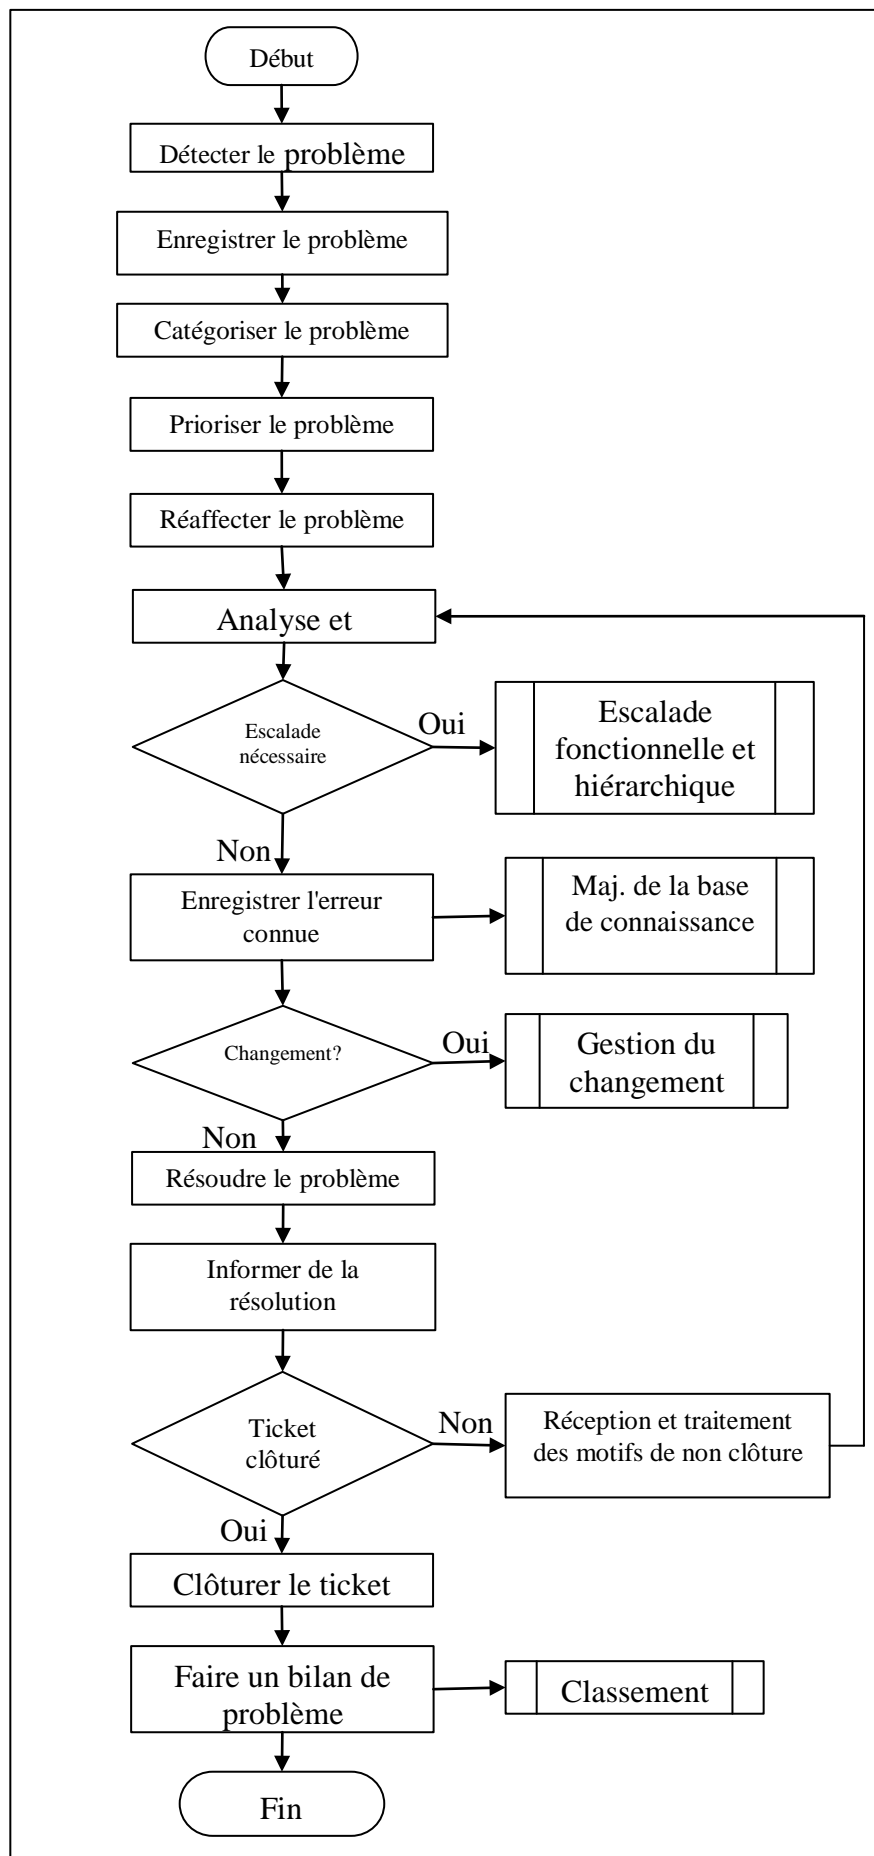 Début
Détecter le problème
Enregistrer le problème
Catégoriser le problème
Prioriser le problème
Réaffecter le problème
Analyse et
Escalade
nécessaire
Oui
Escalade
fonctionnelle et
hiérarchique
Non
Enregistrer l'erreur
connue
Maj. de la base
de connaissance
Changement?
Oui
Gestion du
changement
Non
Résoudre le problème
Informer de la
résolution
Ticket
clôturé
Non
Réception et traitement
des motifs de non clôture
Oui
Clôturer le ticket
Faire un bilan de
problème
Classement
Fin